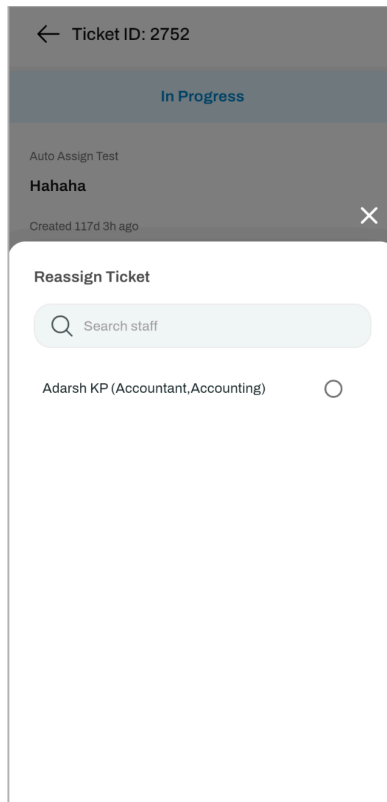 Ticket ID: 2752
In Progress
Auto Assign Test
Hahaha
Created 117d 3h ago
Reassign Ticket
Search staff
Adarsh KP (Accountant,Accounting)